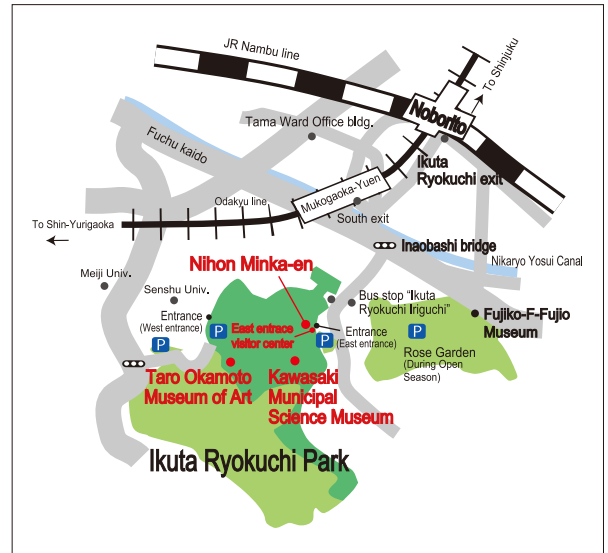 JR Nambu line
To Shinjuku
Noborito
Tama Ward Office bldg.
Fuchu kaido
Ikuta
Ryokuchi exit
Mukogaoka-Yuen
Odakyu line
South exit
To Shin-Yurigaoka
Inaobashi bridge
Nikaryo Yosui Canal
Nihon Minka-en
Meiji Univ.
Senshu Univ.
Bus stop "Ikuta
Ryokuchi Iriguchi"
Fujiko-F-Fujio
Museum
Entrance
(West entrance)
East entrace
visitor center
Entrance
(East entrance)
P
P
P
P
Rose Garden
(During Open
Season)
Taro Okamoto
Museum of Art
Kawasaki
Municipal
Science Museum
Ikuta Ryokuchi Park